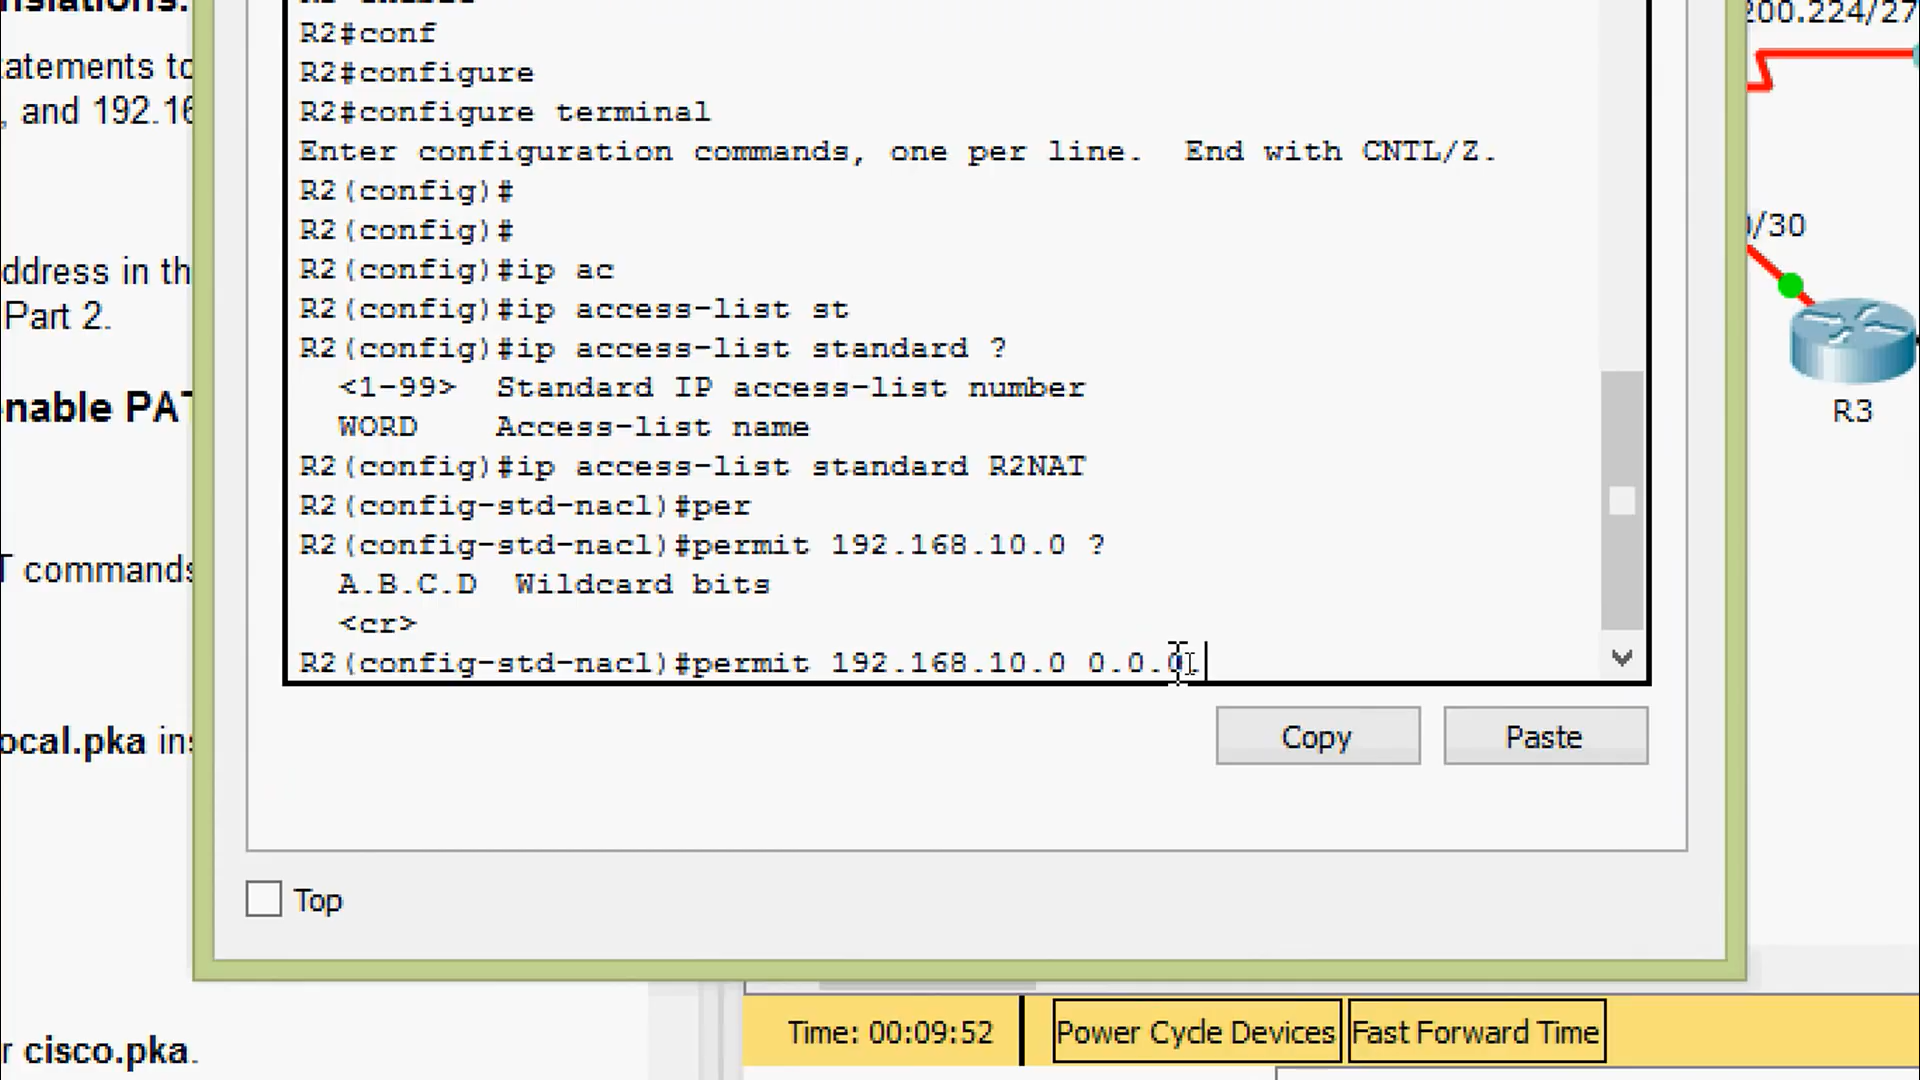 R2#conf
R2#configure
R2#configure terminal
Enter configuration commands, one per line.  End with CNTL/Z.
R2(config)#
R2(config)#
R2(config)#ip ac
R2(config)#ip access-list st
R2(config)#ip access-list standard ?
<1-99>  Standard IP access-list number
WORD    Access-list name
R2(config)#ip access-list standard R2NAT
R2(config-std-nacl)#per
R2(config-std-nacl)#permit 192.168.10.0 ?
A.B.C.D  Wildcard bits
<cr>
R2(config-std-nacl)#permit 192.168.10.0 0.0.0.
Copy
Paste
Top
atements to
, and 192.16
ddress in th
Part 2.
nable PAT
T commands
ocal.pka ins
r cisco.pka.
200.224/27
/30
R3
Time: 00:09:52
Power Cycle Devices
Fast Forward Time